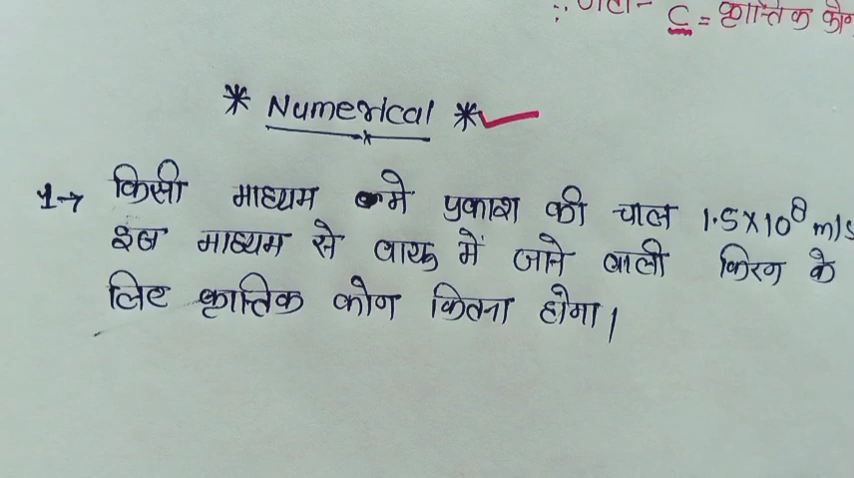 C = क्रान्तिक
* Numerical *
1→ किसी माध्यम में प्रकाश की चाल 1.5×10⁸ m/s
इस माध्यम से वायु में जाने वाली किरण के
लिए क्रान्तिक कोण कितना होगा।